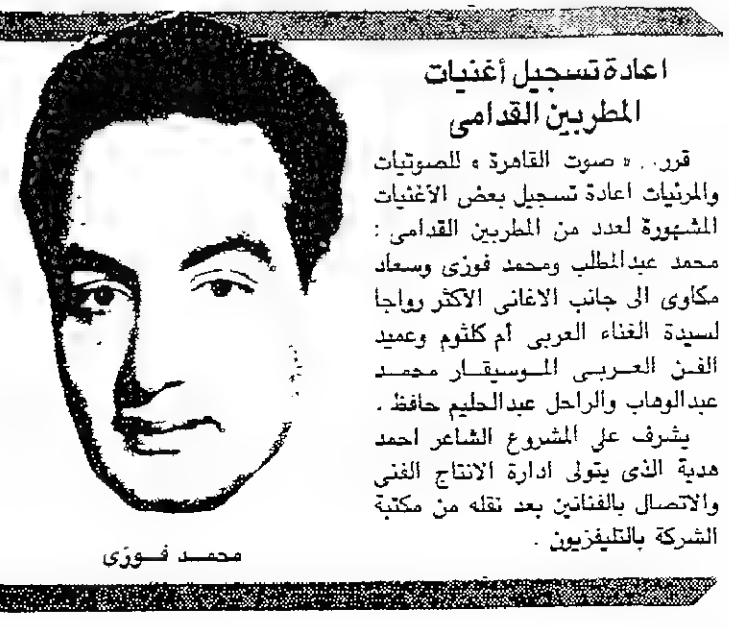 اعادة تسجيل أغنيات
المطربين القدامى
قرر . . « صوت القاهرة » للصوتيات
والمرئيات اعادة تسجيل بعض الأغنيات
المشهورة لعدد من المطربين القدامى :
محمد عبدالمطلب ومحمد فوزى وسعاد
مكاوى الى جانب الاغانى الاكثر رواجا
لسيدة الغناء العربى أم كلثوم وعميد
الفن العربى الموسيقار محمد
عبدالوهاب والراحل عبدالحليم حافظ .
يشرف على المشروع الشاعر احمد
هدية الذى يتولى ادارة الانتاج الفنى
والاتصال بالفنانين بعد نقله من مكتبة
الشركة بالتليفزيون .
محمد فوزى